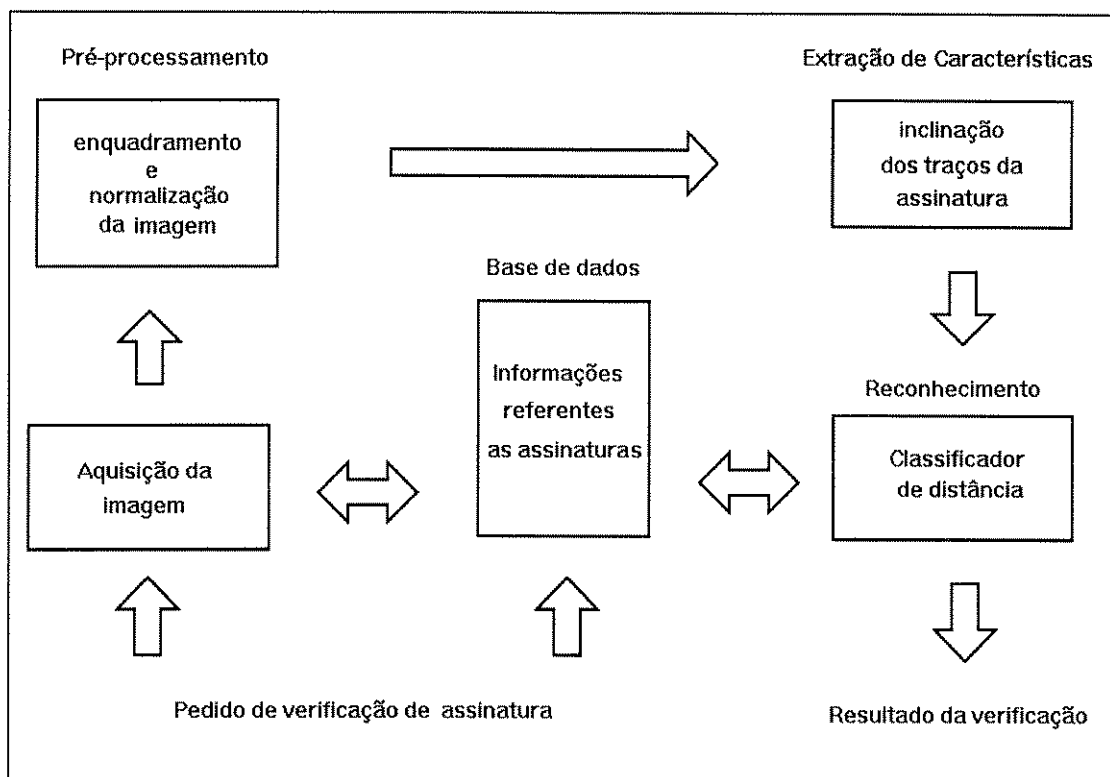 Pré-processamento
enquadramento
e
normalização
da imagem
Extração de Características
inclinação
dos traços da
assinatura
Base de dados
Informações
referentes
as assinaturas
Aquisição da
imagem
Reconhecimento
Classificador
de distância
Pedido de verificação de assinatura
Resultado da verificação